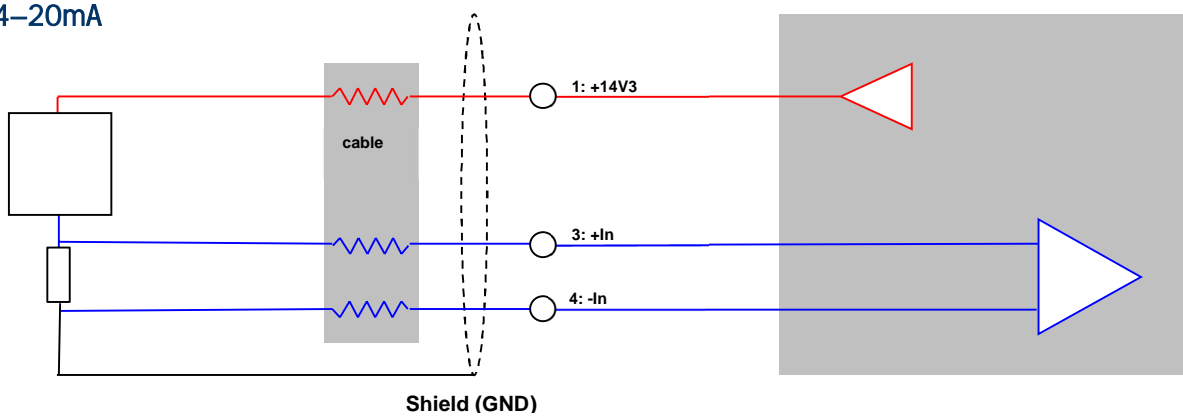 4–20mA
1: +14V3
cable
3: +In
4: -In
Shield (GND)